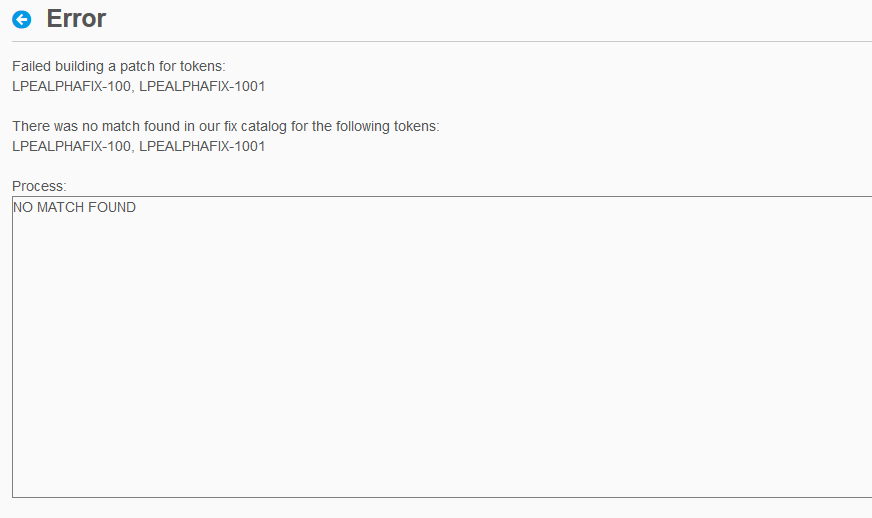 Error
Failed building a patch for tokens:
LPEALPHAFIX-100, LPEALPHAFIX-1001
There was no match found in our fix catalog for the following tokens:
LPEALPHAFIX-100, LPEALPHAFIX-1001
Process:
NO MATCH FOUND